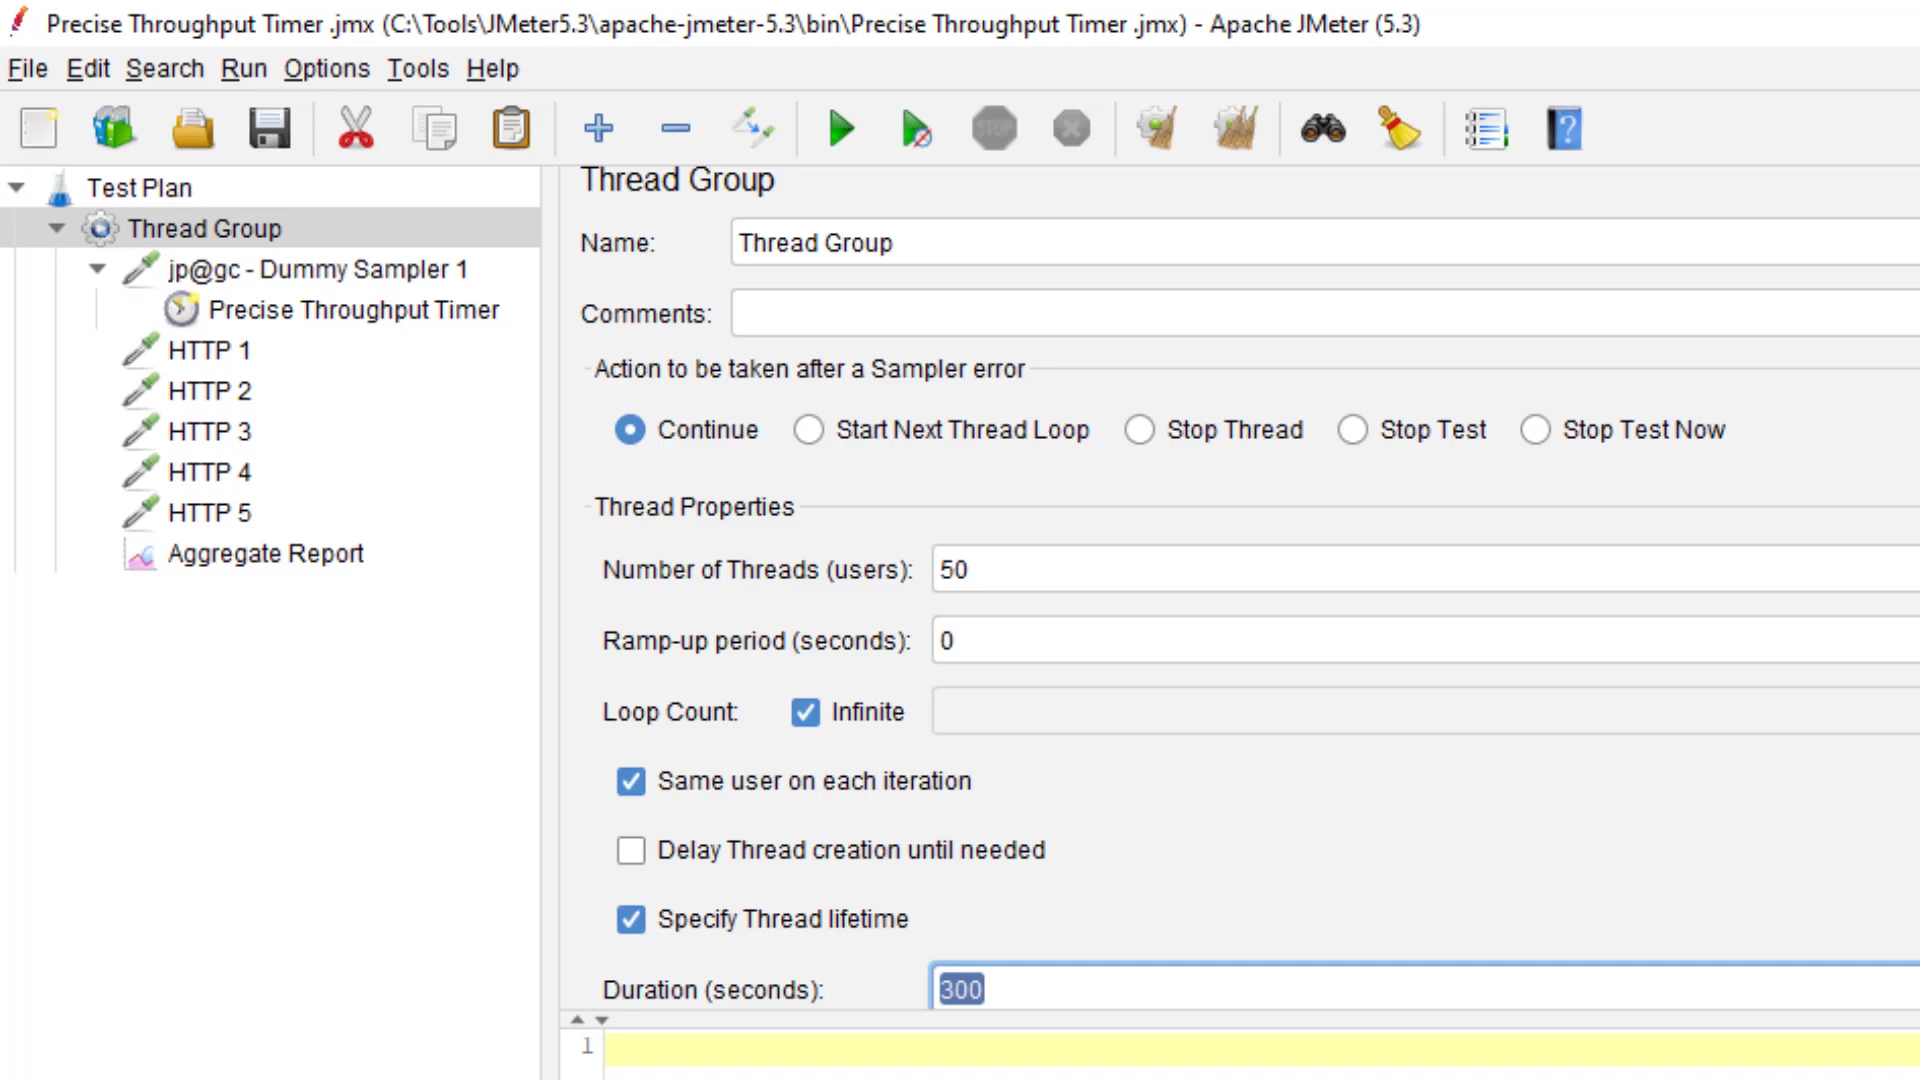 Precise Throughput Timer .jmx (C:\Tools\JMeter5.3\apache-jmeter-5.3\bin\Precise Throughput Timer .jmx) - Apache JMeter (5.3)
File Edit Search Run Options Tools Help
STOP
?
Test Plan
Thread Group
jp@gc - Dummy Sampler 1
Precise Throughput Timer
HTTP 1
HTTP 2
HTTP 3
HTTP 4
HTTP 5
Aggregate Report
Thread Group
Name: Thread Group
Comments:
Action to be taken after a Sampler error
Continue Start Next Thread Loop Stop Thread Stop Test Stop Test Now
Thread Properties
Number of Threads (users): 50
Ramp-up period (seconds): 0
Loop Count: Infinite
Same user on each iteration
Delay Thread creation until needed
Specify Thread lifetime
Duration (seconds): 300
1